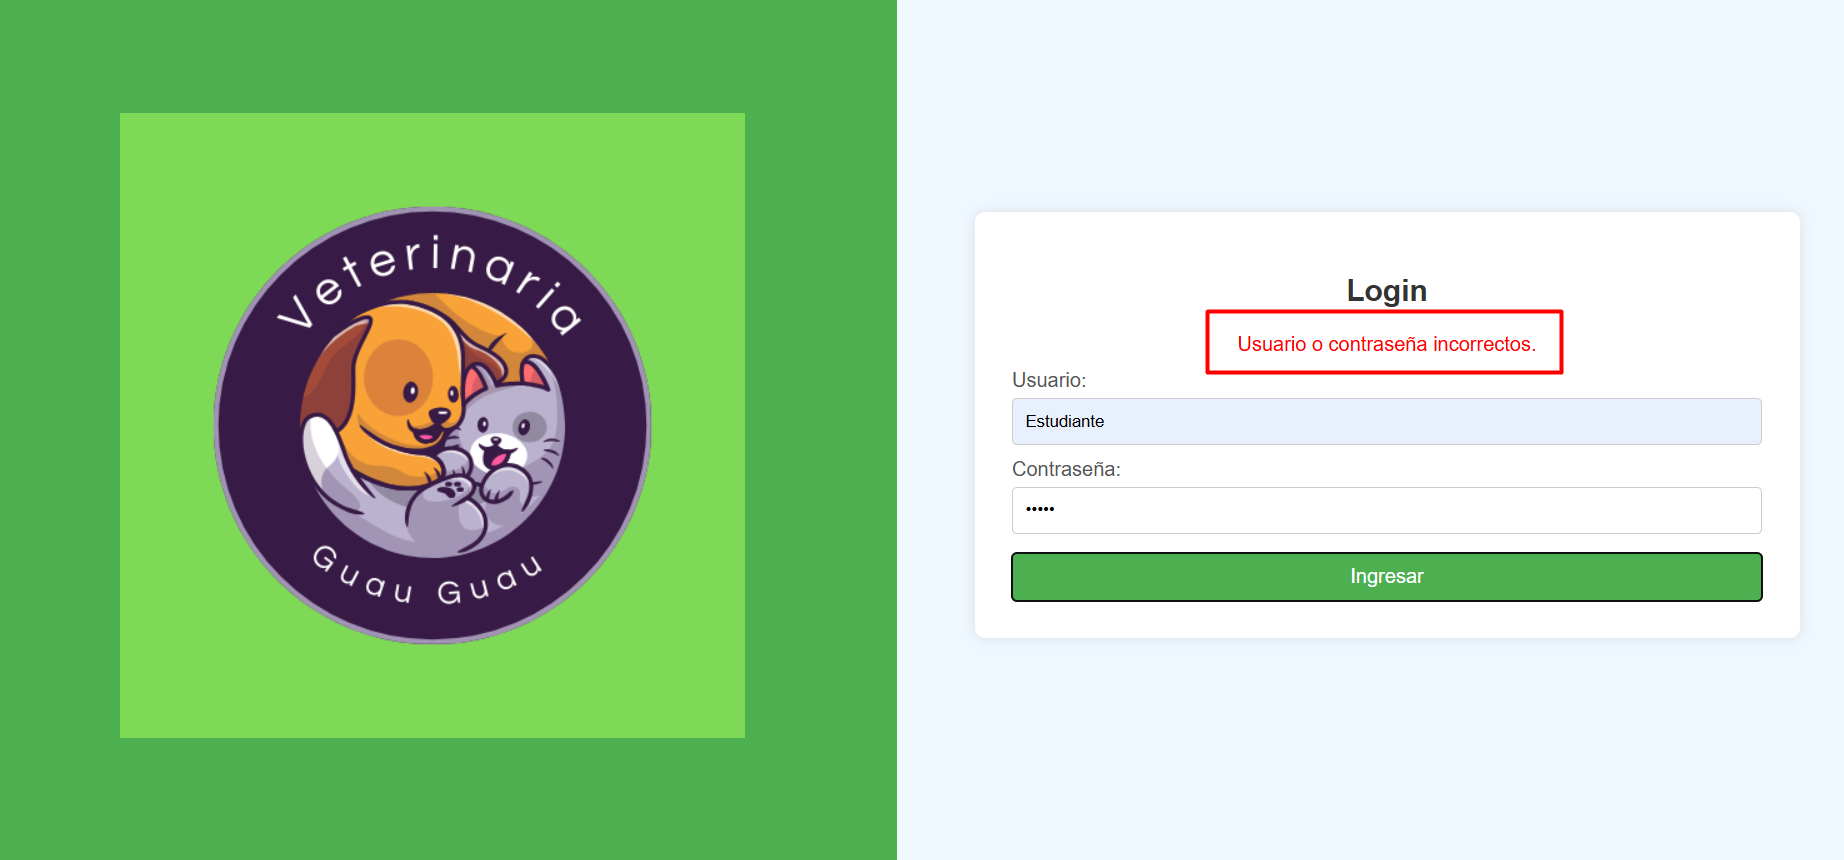 Veterinaria
Guau Guau
Login
Usuario o contraseña incorrectos.
Usuario:
Estudiante
Contraseña:
•••••
Ingresar